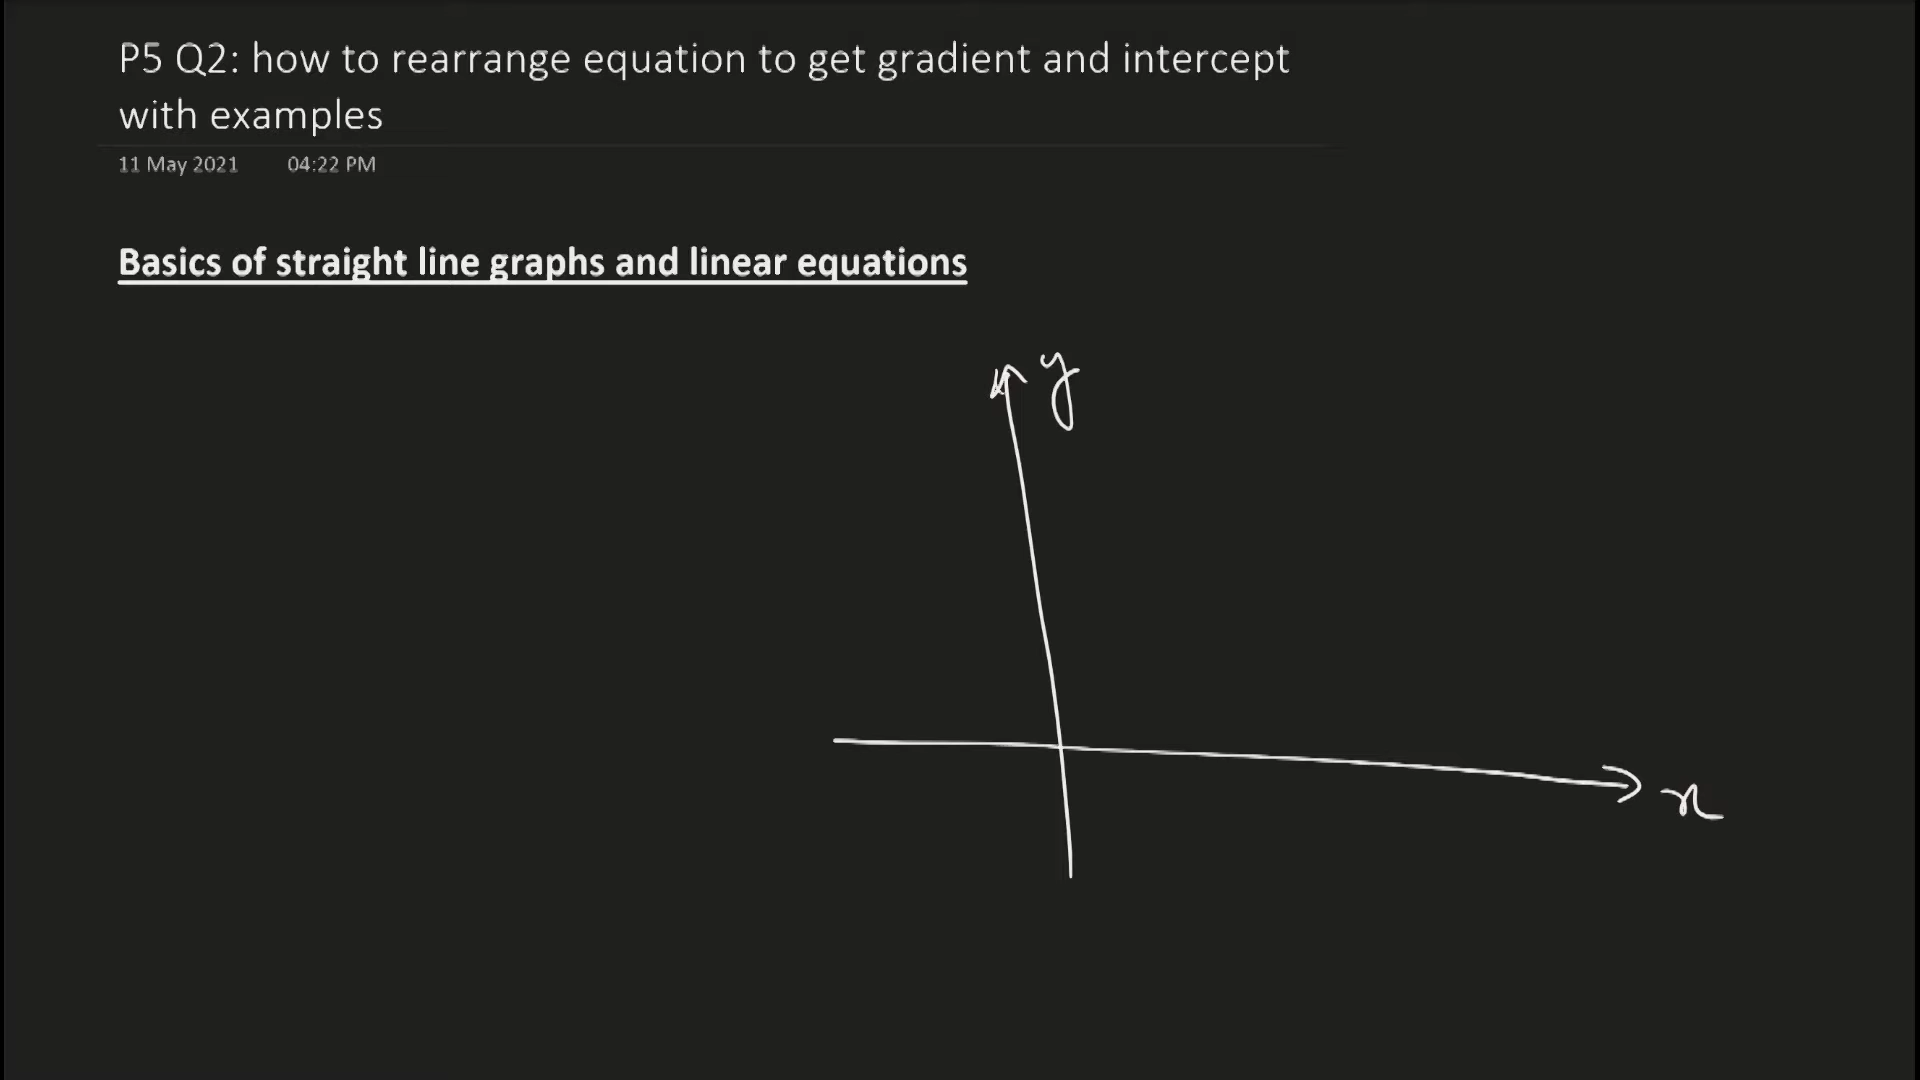 P5 Q2: how to rearrange equation to get gradient and intercept
with examples
11 May 2021 04:22 PM
Basics of straight line graphs and linear equations
y
x